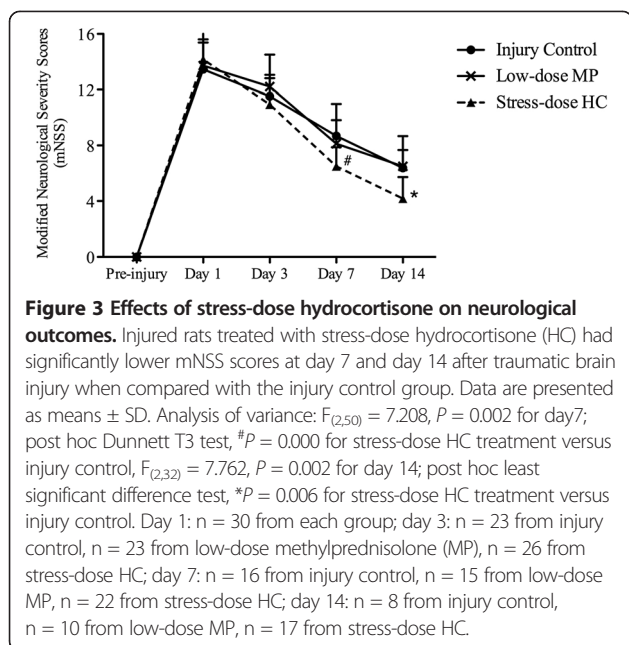 Modified Neurological Severity Scores
(mNSS)
16
12
8
4
0
Pre-injury Day 1 Day 3 Day 7 Day 14
#
*
Injury Control
Low-dose MP
Stress-dose HC
Figure 3 Effects of stress-dose hydrocortisone on neurological
outcomes. Injured rats treated with stress-dose hydrocortisone (HC) had
significantly lower mNSS scores at day 7 and day 14 after traumatic brain
injury when compared with the injury control group. Data are presented
as means ± SD. Analysis of variance: F(2,50) = 7.208, P = 0.002 for day7;
post hoc Dunnett T3 test, #P = 0.000 for stress-dose HC treatment versus
injury control, F(2,32) = 7.762, P = 0.002 for day 14; post hoc least
significant difference test, *P = 0.006 for stress-dose HC treatment versus
injury control. Day 1: n = 30 from each group; day 3: n = 23 from injury
control, n = 23 from low-dose methylprednisolone (MP), n = 26 from
stress-dose HC; day 7: n = 16 from injury control, n = 15 from low-dose
MP, n = 22 from stress-dose HC; day 14: n = 8 from injury control,
n = 10 from low-dose MP, n = 17 from stress-dose HC.